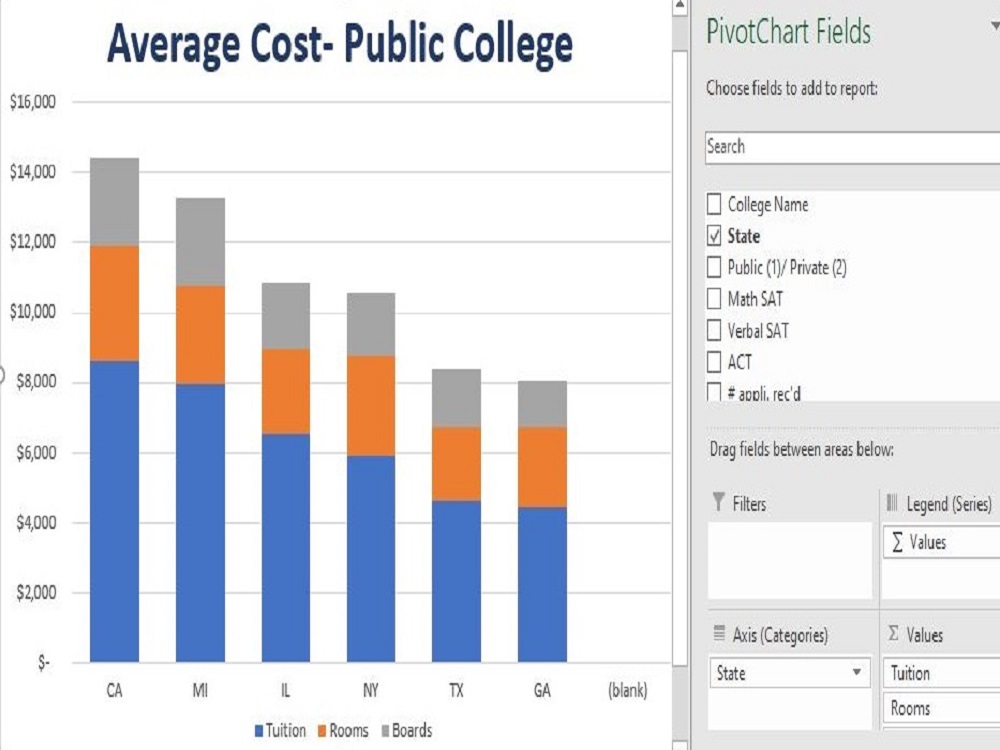 Average Cost- Public College
$16,000
$14,000
$12,000
$10,000
$8,000
$6,000
$4,000
$2,000
$-
CA MI IL NY TX GA (blank)
Tuition Rooms Boards
PivotChart Fields
Choose fields to add to report:
Search
College Name
State
Public (1)/ Private (2)
Math SAT
Verbal SAT
ACT
# appli. rec'd
Drag fields between areas below:
Filters
Legend (Series)
Σ Values
Axis (Categories)
State
Σ Values
Tuition
Rooms